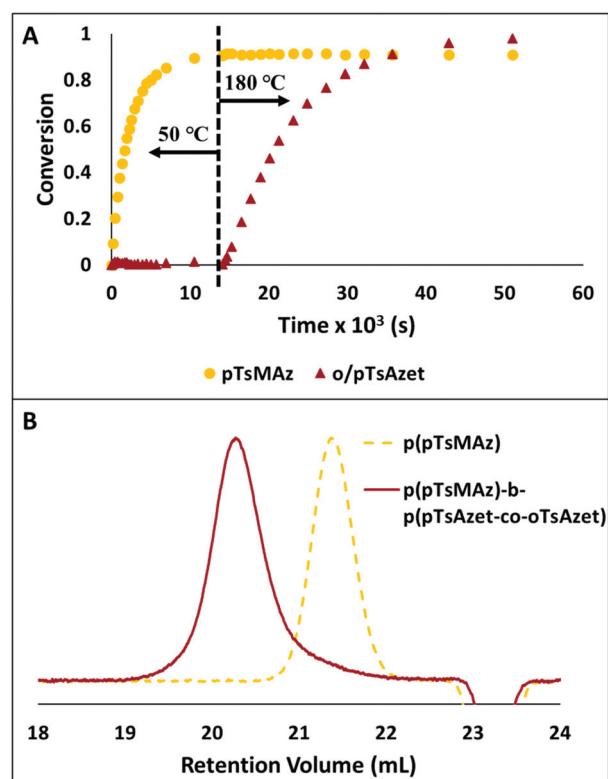 A
1
0.8
0.6
0.4
0.2
0
Conversion
180 °C
50 °C
0 10 20 30 40 50 60
Time x 10³ (s)
pTsMAz o/pTsAzet
B
p(pTsMAz)
p(pTsMAz)-b-
p(pTsAzet-co-oTsAzet)
18 19 20 21 22 23 24
Retention Volume (mL)